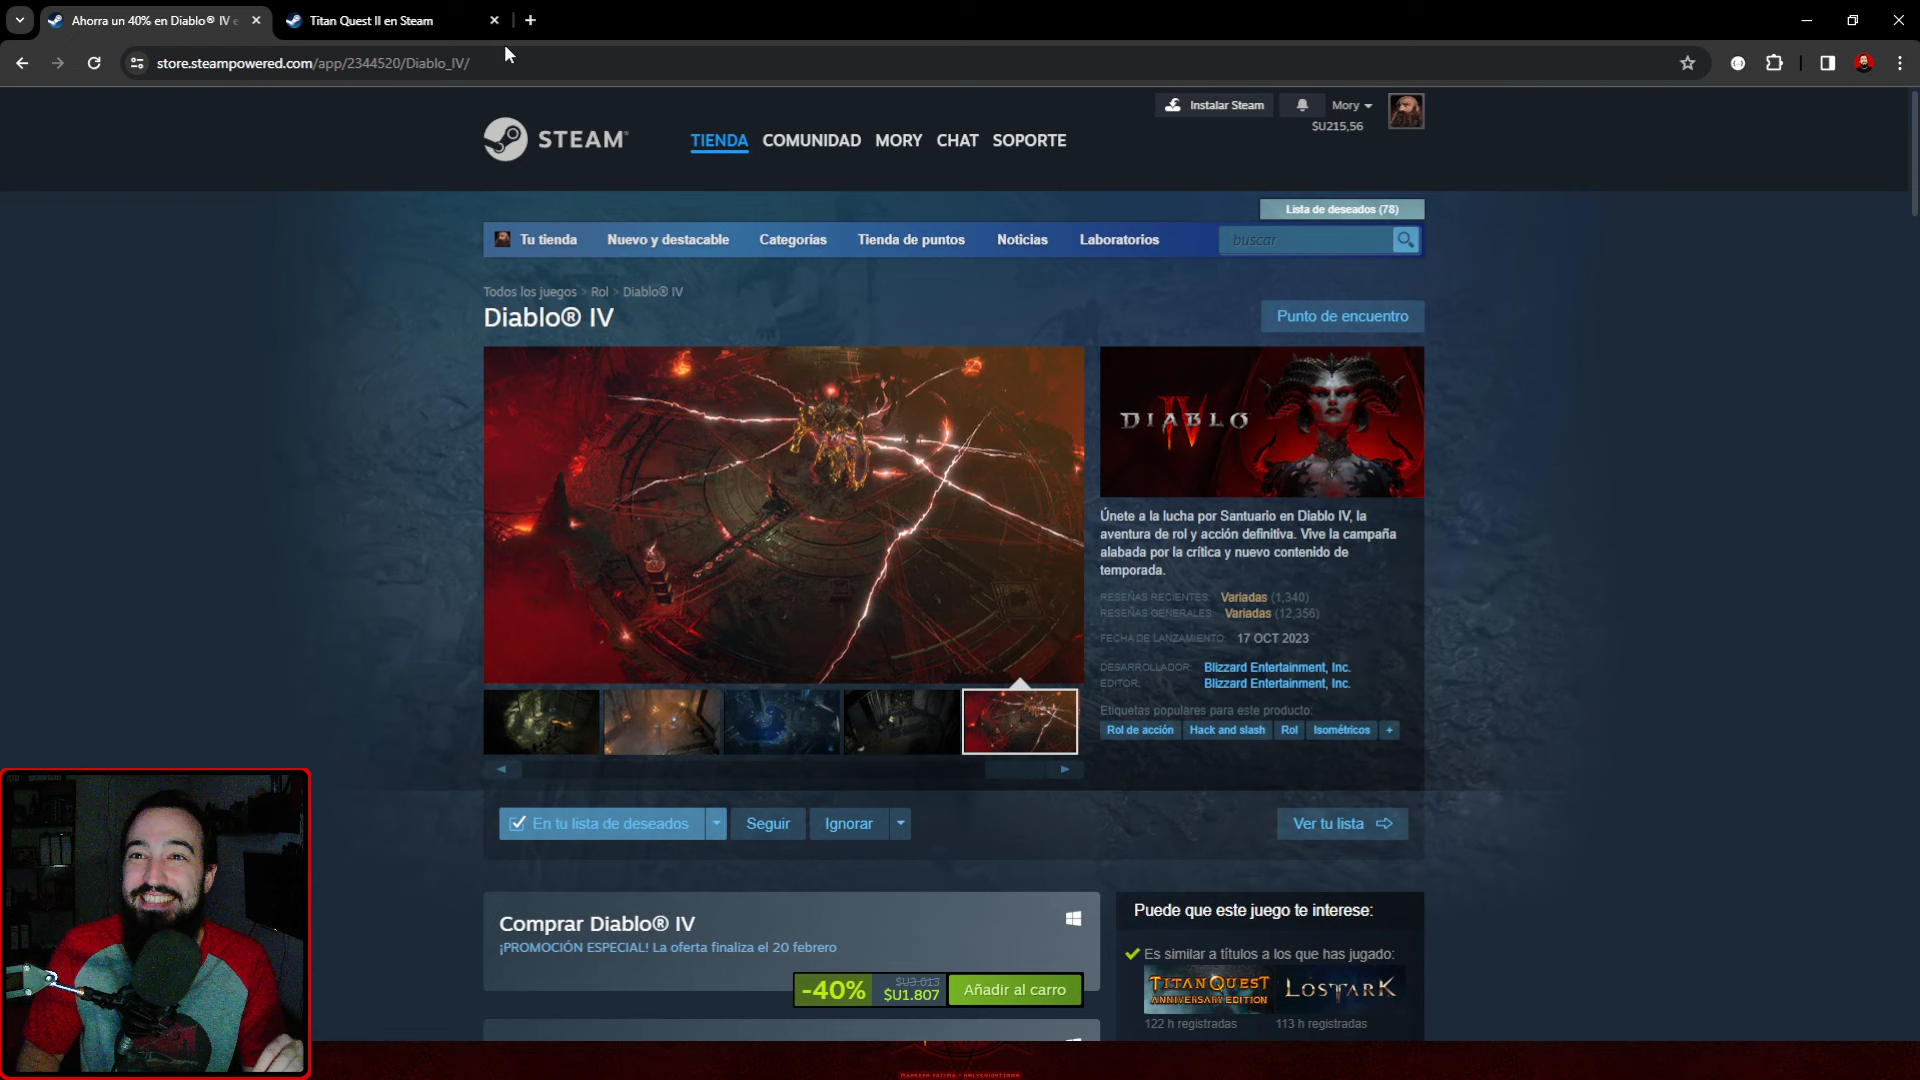 Ahorra un 40% en Diablo® IV e
Titan Quest II en Steam
store.steampowered.com/app/2344520/Diablo_IV/
Instalar Steam
Mory
$U215,56
STEAM
TIENDA COMUNIDAD MORY CHAT SOPORTE
Lista de deseados (78)
Tu tienda Nuevo y destacable Categorías Tienda de puntos Noticias Laboratorios
buscar
Todos los juegos > Rol > Diablo® IV
Diablo® IV
Punto de encuentro
DIABLO IV
Únete a la lucha por Santuario en Diablo IV, la
aventura de rol y acción definitiva. Vive la campaña
alabada por la crítica y nuevo contenido de
temporada.
RESEÑAS RECIENTES: Variadas (1,340)
RESEÑAS GENERALES: Variadas (12,356)
FECHA DE LANZAMIENTO: 17 OCT 2023
DESARROLLADOR: Blizzard Entertainment, Inc.
EDITOR: Blizzard Entertainment, Inc.
Etiquetas populares para este producto:
Rol de acción Hack and slash Rol Isométricos +
En tu lista de deseados
Seguir
Ignorar
Ver tu lista
Comprar Diablo® IV
¡PROMOCIÓN ESPECIAL! La oferta finaliza el 20 febrero
-40%
$U3.013
$U1.807
Añadir al carro
Puede que este juego te interese:
Es similar a títulos a los que has jugado:
TITAN QUEST
ANNIVERSARY EDITION
LOST ARK
122 h registradas
113 h registradas